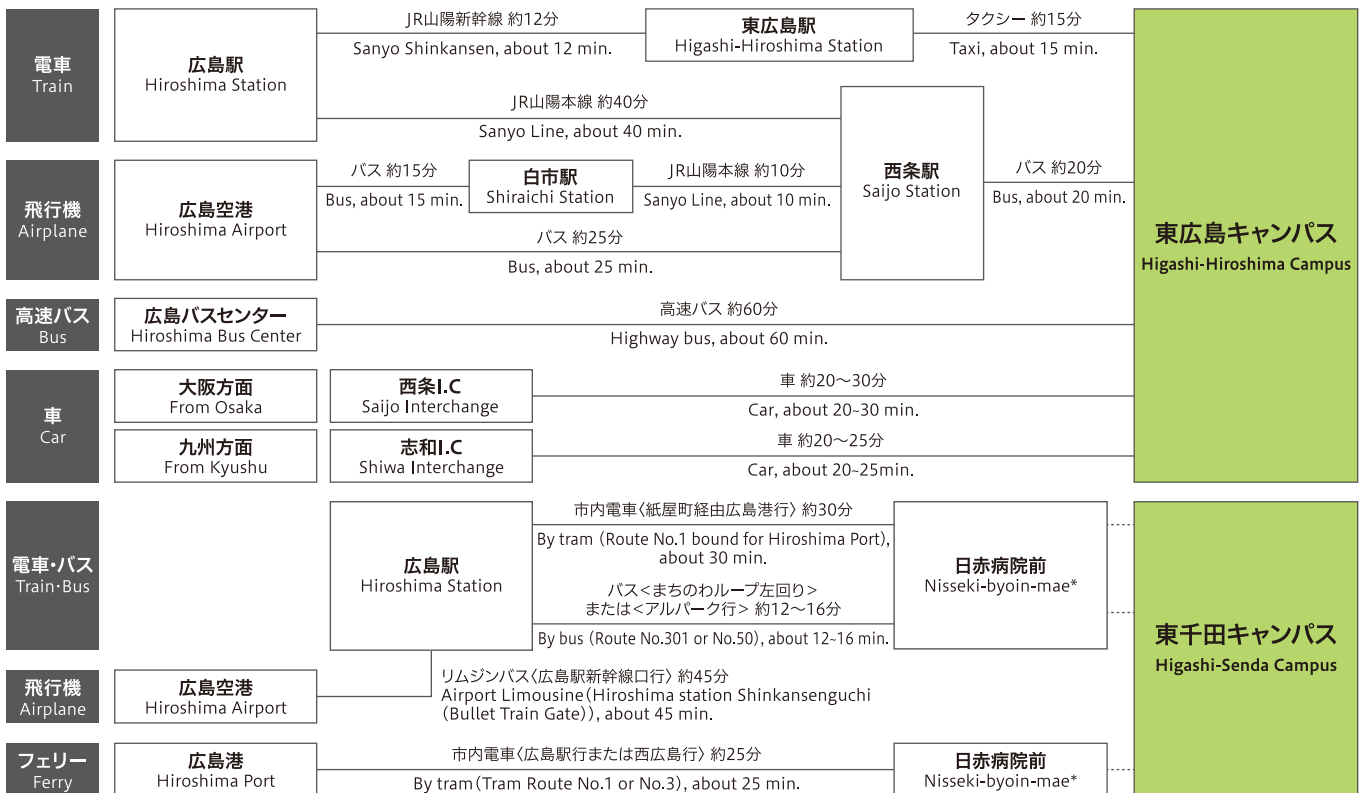 電車
Train
広島駅
Hiroshima Station
JR山陽新幹線 約12分
Sanyo Shinkansen, about 12 min.
東広島駅
Higashi-Hiroshima Station
タクシー 約15分
Taxi, about 15 min.
JR山陽本線 約40分
Sanyo Line, about 40 min.
飛行機
Airplane
広島空港
Hiroshima Airport
バス 約15分
Bus, about 15 min.
白市駅
Shiraichi Station
JR山陽本線 約10分
Sanyo Line, about 10 min.
バス 約25分
Bus, about 25 min.
西条駅
Saijo Station
バス 約20分
Bus, about 20 min.
東広島キャンパス
Higashi-Hiroshima Campus
高速バス
Bus
広島バスセンター
Hiroshima Bus Center
高速バス 約60分
Highway bus, about 60 min.
車
Car
大阪方面
From Osaka
西条I.C
Saijo Interchange
車 約20〜30分
Car, about 20~30 min.
九州方面
From Kyushu
志和I.C
Shiwa Interchange
車 約20〜25分
Car, about 20~25min.
電車・バス
Train・Bus
広島駅
Hiroshima Station
市内電車〈紙屋町経由広島港行〉 約30分
By tram (Route No.1 bound for Hiroshima Port),
about 30 min.
バス<まちのわループ左回り>
または<アルパーク行> 約12〜16分
By bus (Route No.301 or No.50), about 12~16 min.
日赤病院前
Nisseki-byoin-mae*
東千田キャンパス
Higashi-Senda Campus
飛行機
Airplane
広島空港
Hiroshima Airport
リムジンバス〈広島駅新幹線口行〉 約45分
Airport Limousine(Hiroshima station Shinkansenguchi
(Bullet Train Gate)), about 45 min.
フェリー
Ferry
広島港
Hiroshima Port
市内電車〈広島駅行または西広島行〉 約25分
By tram(Tram Route No.1 or No.3), about 25 min.
日赤病院前
Nisseki-byoin-mae*